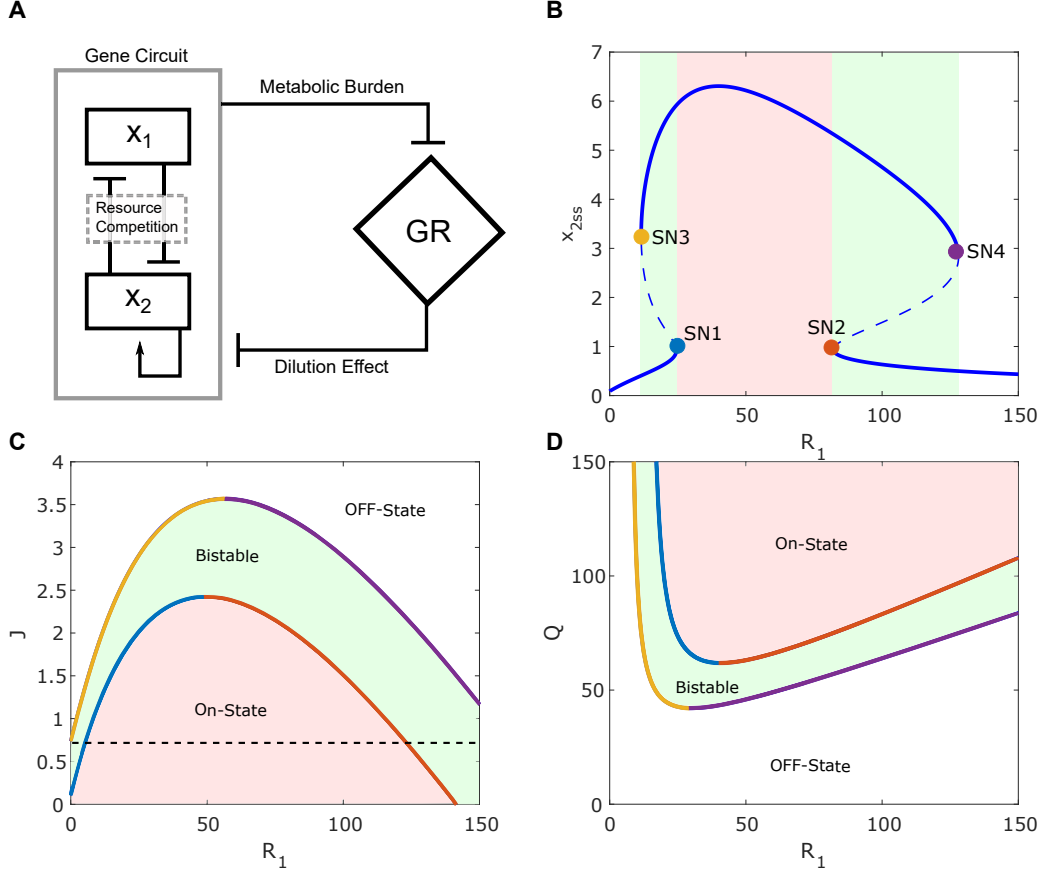 A
Gene Circuit
Metabolic Burden
x1
Resource
Competition
x2
GR
Dilution Effect
B
7
6
5
4
3
2
1
0
x2ss
SN3
SN4
SN1
SN2
0
50
100
150
R1
C
4
3.5
3
2.5
2
1.5
1
0.5
0
J
OFF-State
Bistable
On-State
0
50
100
150
R1
D
150
100
50
0
Q
On-State
Bistable
OFF-State
0
50
100
150
R1